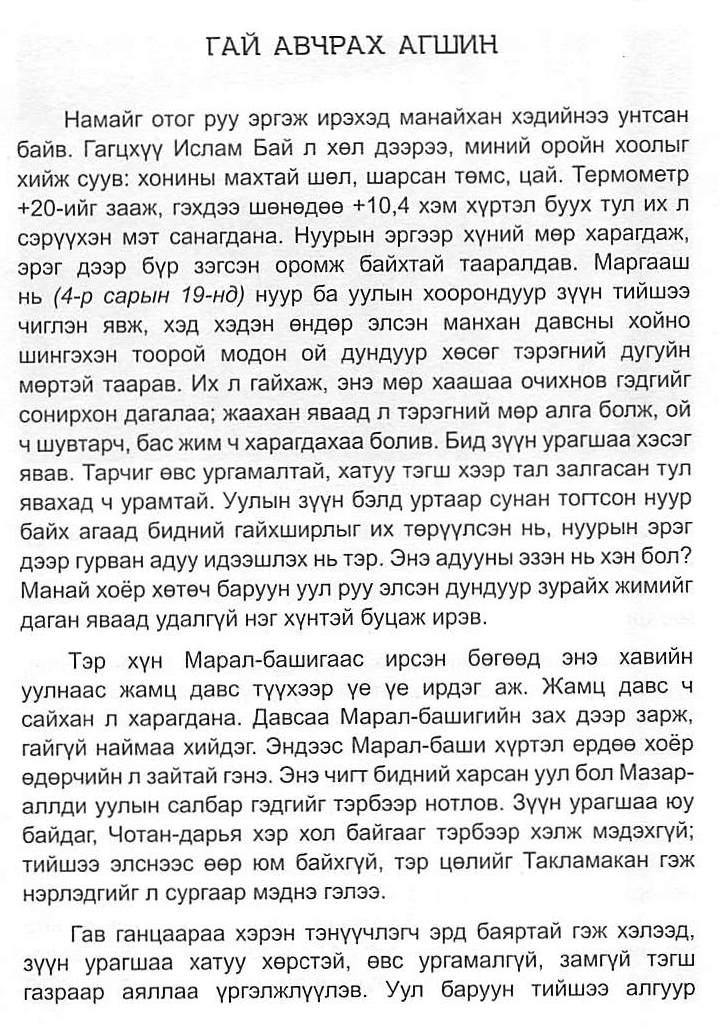 ГАЙ АВЧРАХ АГШИН
Намайг отог руу эргэж ирэхэд манайхан хэдийнээ унтсан
байв. Гагцхүү Ислам Бай л хөл дээрээ, миний оройн хоолыг
хийж суув: хонины махтай шөл, шарсан төмс, цай. Термометр
+20-ийг зааж, гэхдээ шөнөдөө +10,4 хэм хүртэл буух тул их л
сэрүүхэн мэт санагдана. Нуурын эргээр хүний мөр харагдаж,
эрэг дээр бүр зэгсэн оромж байхтай тааралдав. Маргааш
нь (4-р сарын 19-нд) нуур ба уулын хоорондуур зүүн тийшээ
чиглэн явж, хэд хэдэн өндөр элсэн манхан давсны хойно
шингэхэн тоорой модон ой дундуур хөсөг тэрэгний дугуйн
мөртэй таарав. Их л гайхаж, энэ мөр хаашаа очихнов гэдгийг
сонирхон дагалаа; жаахан яваад л тэрэгний мөр алга болж, ой
ч шувтарч, бас жим ч харагдахаа болив. Бид зүүн урагшаа хэсэг
явав. Тарчиг өвс ургамалтай, хатуу тэгш хээр тал залгасан тул
явахад ч урамтай. Уулын зүүн бэлд уртаар сунан тогтсон нуур
байх агаад бидний гайхширлыг их төрүүлсэн нь, нуурын эрэг
дээр гурван адуу идээшлэх нь тэр. Энэ адууны эзэн нь хэн бол?
Манай хоёр хөтөч баруун уул руу элсэн дундуур зурайх жимийг
даган яваад удалгүй нэг хүнтэй буцаж ирэв.
Тэр хүн Марал-башигаас ирсэн бөгөөд энэ хавийн
уулнаас жамц давс түүхээр үе үе ирдэг аж. Жамц давс ч
сайхан л харагдана. Давсаа Марал-башигийн зах дээр зарж,
гайгүй наймаа хийдэг. Эндээс Марал-баши хүртэл ердөө хоёр
өдөрчийн л зайтай гэнэ. Энэ чигт бидний харсан уул бол Мазар-
аллди уулын салбар гэдгийг тэрбээр нотлов. Зүүн урагшаа юу
байдаг, Чотан-дарья хэр хол байгааг тэрбээр хэлж мэдэхгүй;
тийшээ элснээс өөр юм байхгүй, тэр цөлийг Такламакан гэж
нэрлэдгийг л сургаар мэднэ гэлээ.
Гав ганцаараа хэрэн тэнүүчлэгч эрд баяртай гэж хэлээд,
зүүн урагшаа хатуу хөрстэй, өвс ургамалгүй, замгүй тэгш
газраар аяллаа үргэлжлүүлэв. Уул баруун тийшээ алгуур